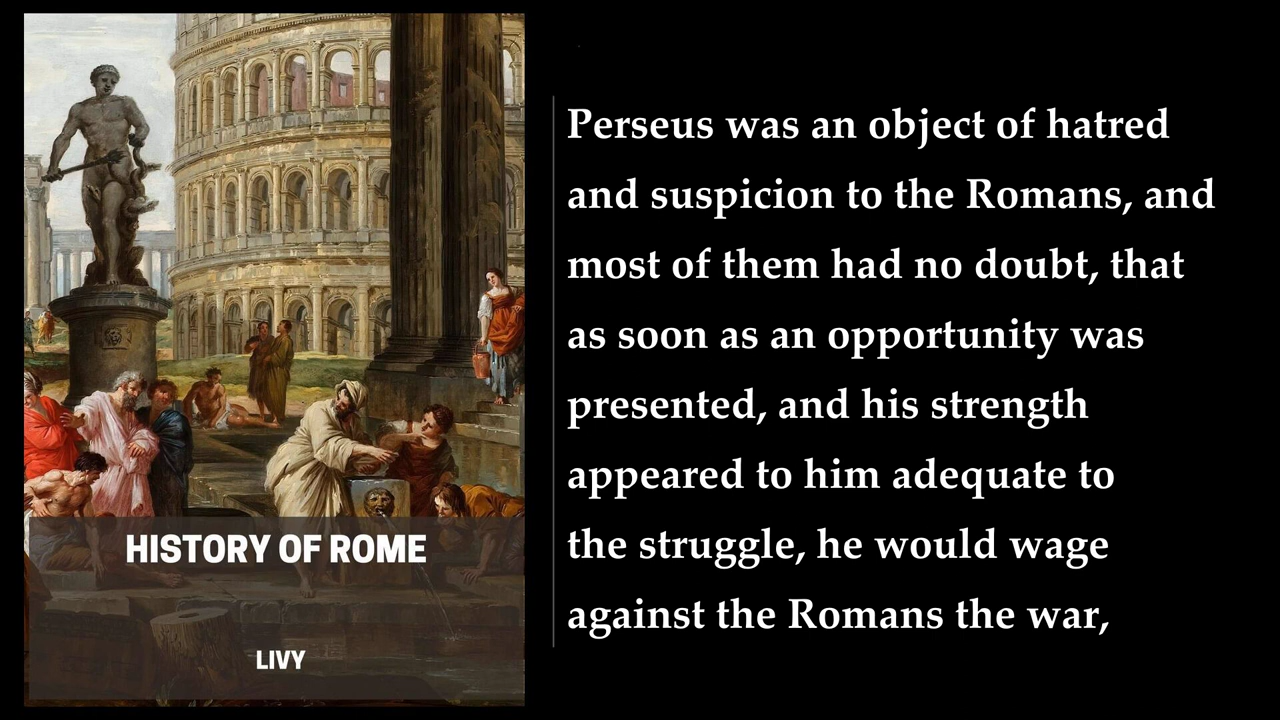 HISTORY OF ROME
LIVY
Perseus was an object of hatred
and suspicion to the Romans, and
most of them had no doubt, that
as soon as an opportunity was
presented, and his strength
appeared to him adequate to
the struggle, he would wage
against the Romans the war,